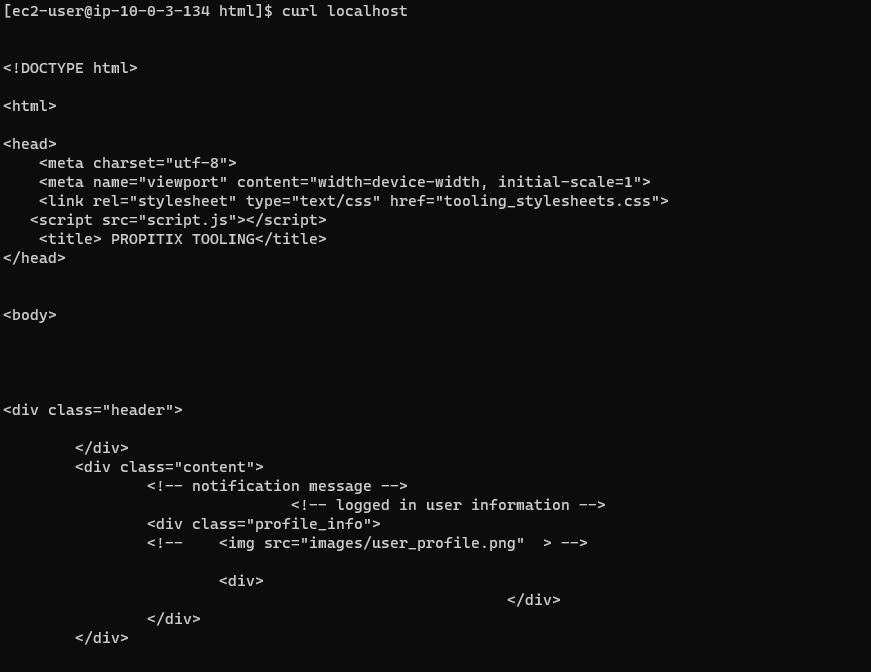 [ec2-user@ip-10-0-3-134 html]$ curl localhost
<!DOCTYPE html>
<html>
<head>
    <meta charset="utf-8">
    <meta name="viewport" content="width=device-width, initial-scale=1">
    <link rel="stylesheet" type="text/css" href="tooling_stylesheets.css">
   <script src="script.js"></script>
    <title> PROPITIX TOOLING</title>
</head>
<body>
<div class="header">
        </div>
        <div class="content">
                <!-- notification message -->
                                <!-- logged in user information -->
                <div class="profile_info">
                <!--    <img src="images/user_profile.png"  > -->
                        <div>
                                                        </div>
                </div>
        </div>